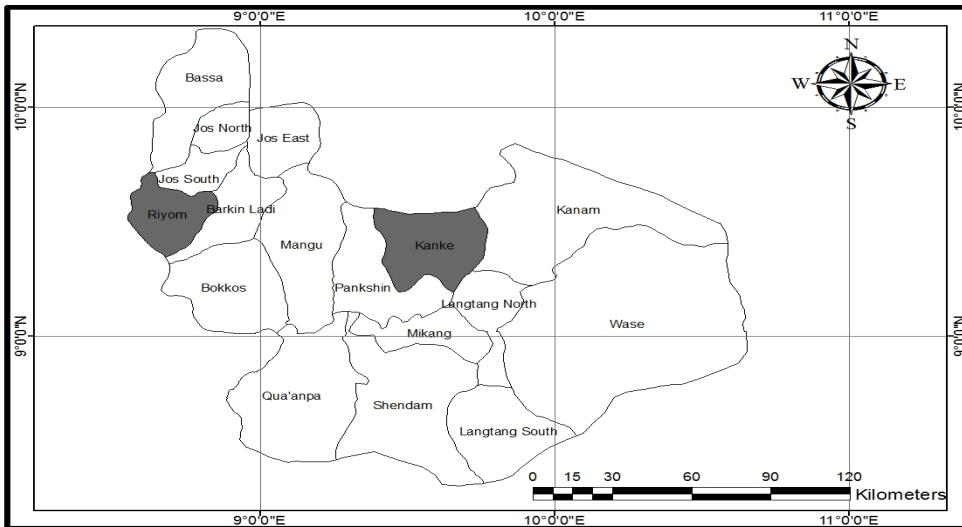 9°0'0"E 10°0'0"E 11°0'0"E
N
W E
S
10°0'0"N 10°0'0"N
Bassa
Jos North
Jos East
Jos South
Riyom
Barkin Ladi
Kanam
Mangu
Kanke
Bokkos
Pankshin
Langtang North
Wase
Mikang
9°0'0"N 9°0'0"N
Qua'anpa
Shendam
Langtang South
0 15 30 60 90 120
Kilometers
9°0'0"E 10°0'0"E 11°0'0"E